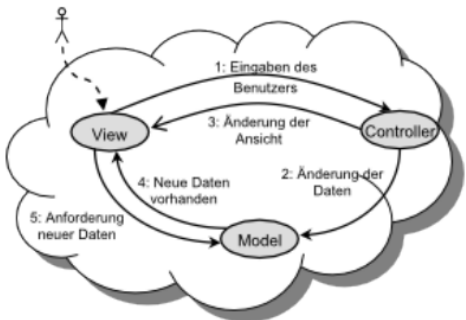 1: Eingaben des
Benutzers
View
3: Änderung der
Ansicht
Controller
4: Neue Daten
vorhanden
2: Änderung der
Daten
5: Anforderung
neuer Daten
Model